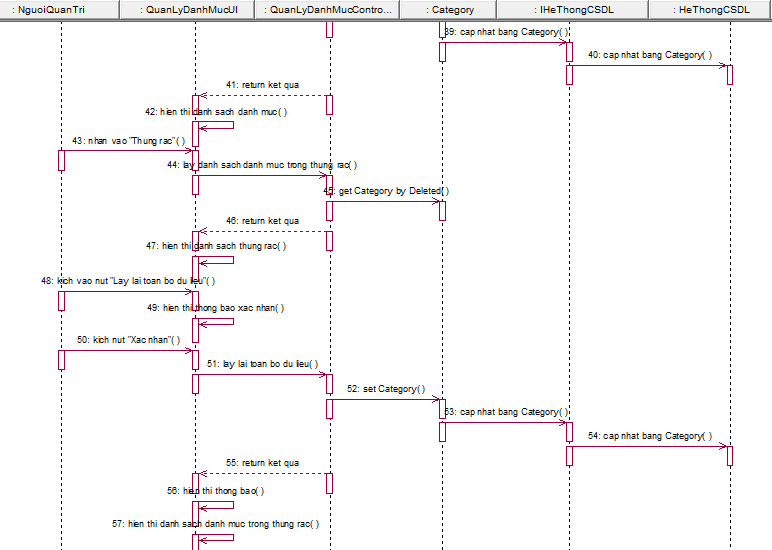 : NguoiQuanTri
: QuanLyDanhMucUI
: QuanLyDanhMucContro...
: Category
: IHeThongCSDL
: HeThongCSDL
39: cap nhat bang Category( )
40: cap nhat bang Category( )
41: return ket qua
42: hien thi danh sach danh muc( )
43: nhan vao "Thung rac"( )
44: lay danh sach danh muc trong thung rac( )
45: get Category by Deleted( )
46: return ket qua
47: hien thi danh sach thung rac( )
48: kich vao nut "Lay lai toan bo du lieu"( )
49: hien thi thong bao xac nhan( )
50: kich nut "Xac nhan"( )
51: lay lai toan bo du lieu( )
52: set Category( )
53: cap nhat bang Category( )
54: cap nhat bang Category( )
55: return ket qua
56: hien thi thong bao( )
57: hien thi danh sach danh muc trong thung rac( )